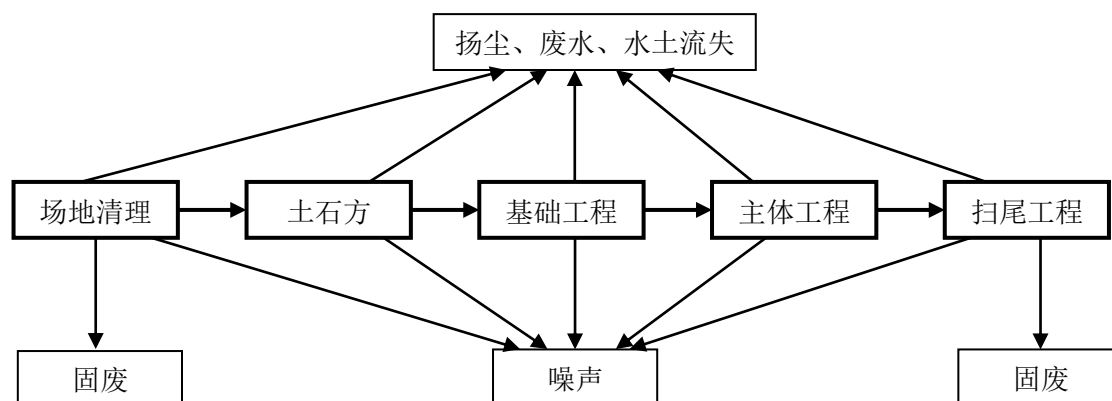 扬尘、废水、水土流失
场地清理
土石方
基础工程
主体工程
扫尾工程
固废
噪声
固废